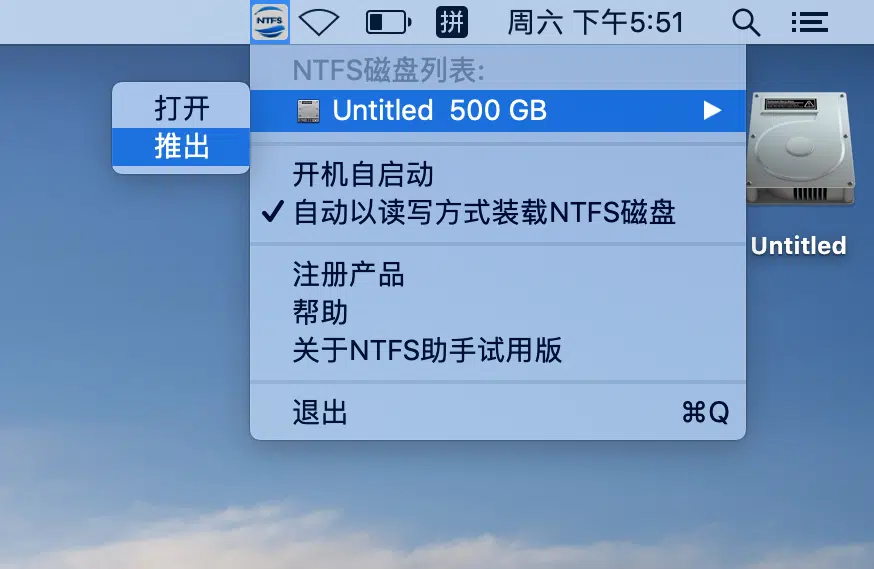 NTFS
拼
周六 下午5:51
NTFS磁盘列表:
Untitled 500 GB
打开
推出
开机自启动
自动以读写方式装载NTFS磁盘
Untitled
注册产品
帮助
关于NTFS助手试用版
退出 ⌘Q